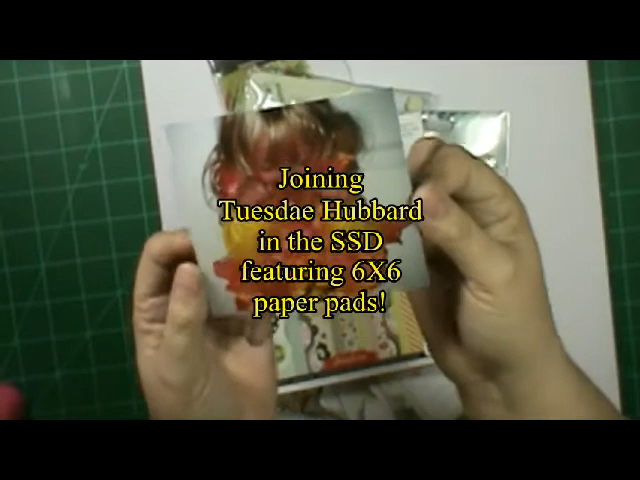 Joining
Tuesdae Hubbard
in the SSD
featuring 6X6
paper pads!